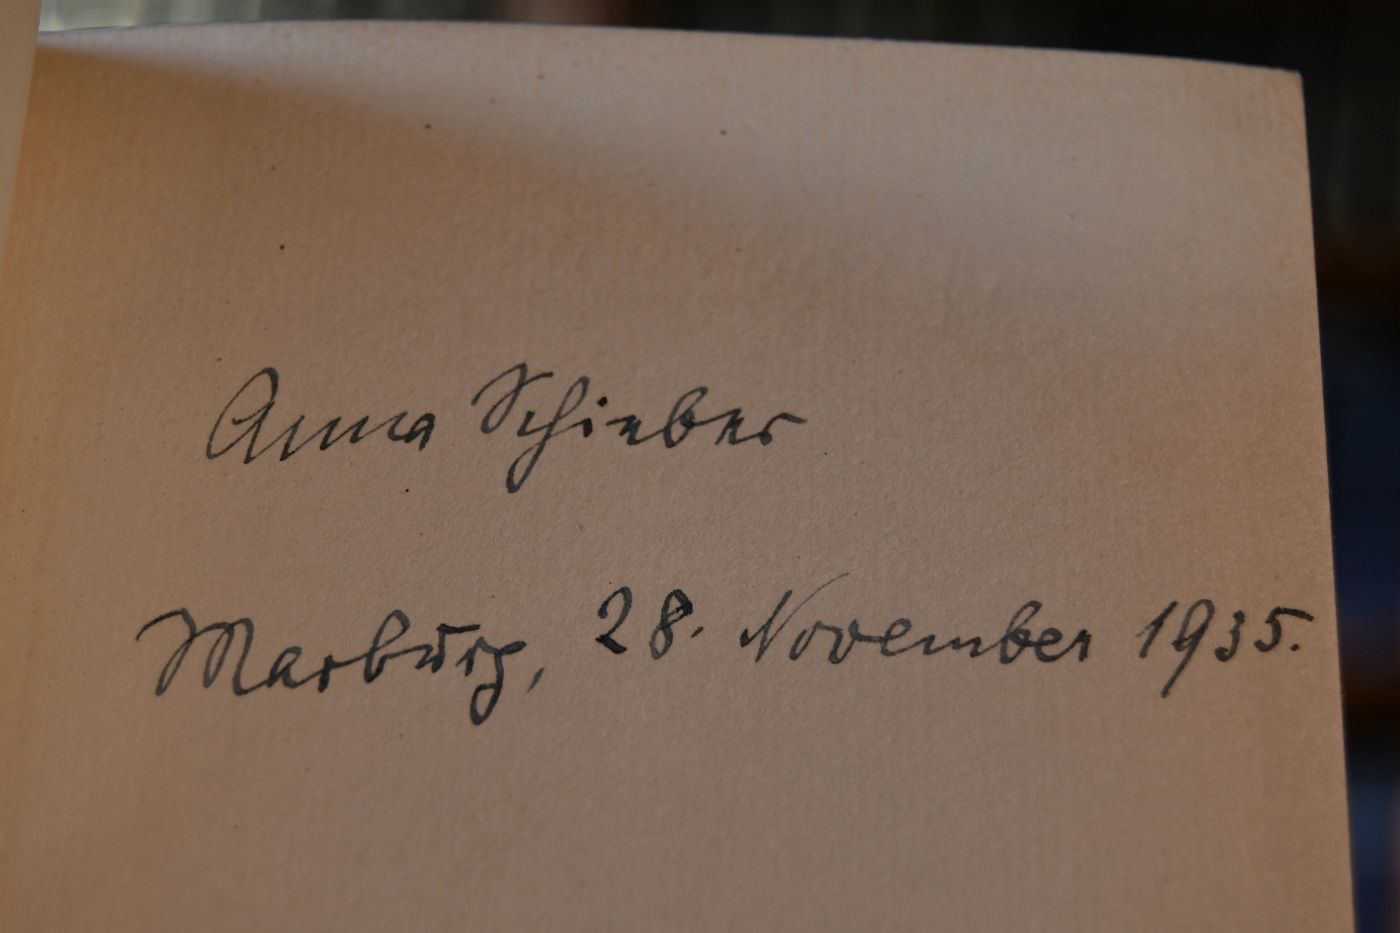 Anna Schieber
Marburg, 28. November 1935.